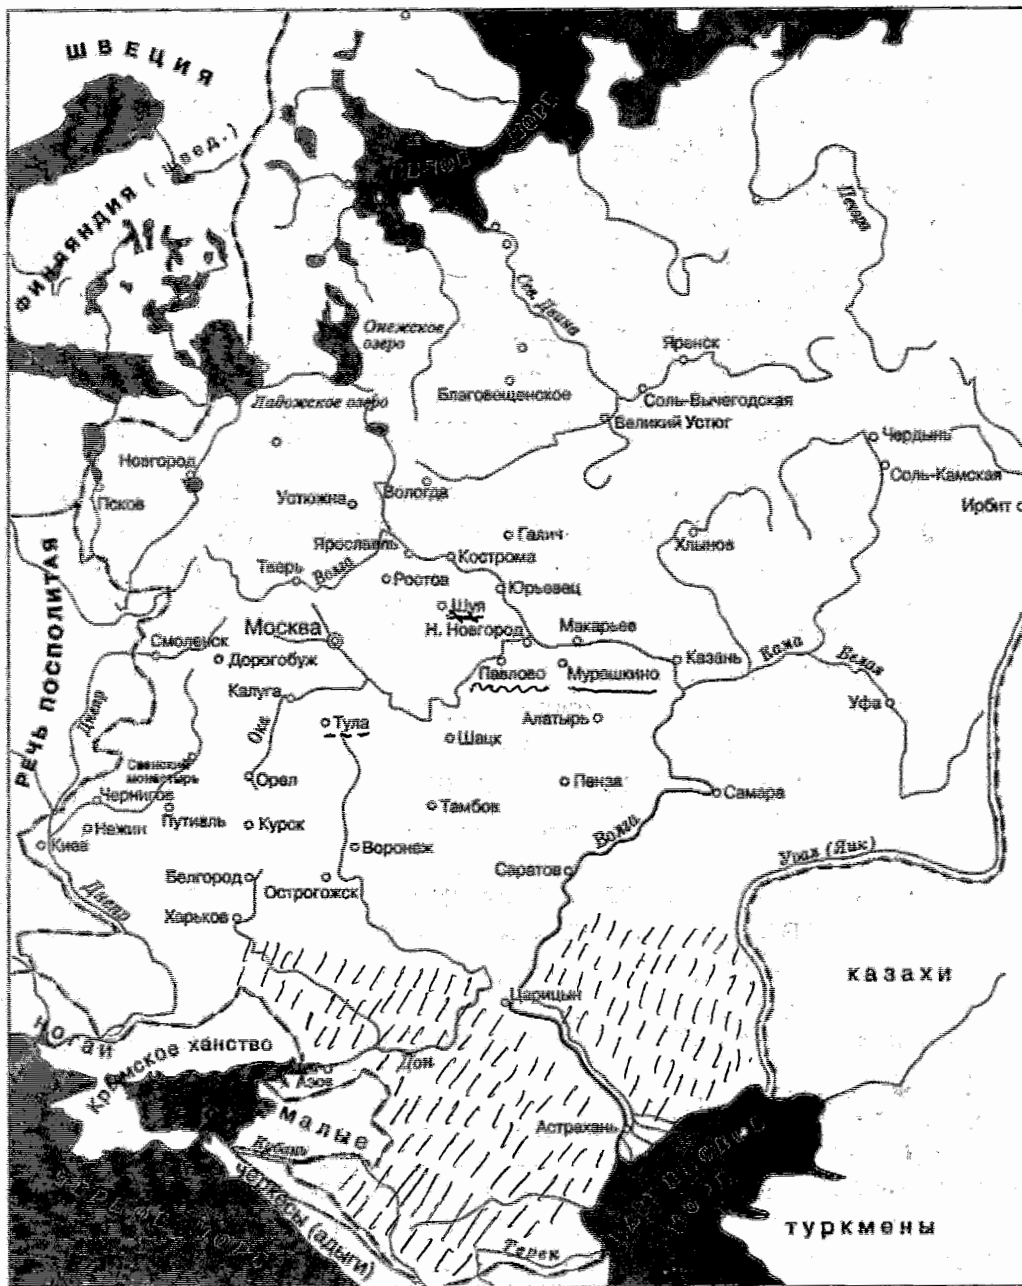 ШВЕЦИЯ
ФИНЛЯНДИЯ (швед.)
Печора
Сев. Двина
Онежское
озеро
Яренск
Благовещенское
Соль-Вычегодская
Ладожское озеро
Великий Устюг
Чердынь
Новгород
Соль-Камская
Псков
Устюжна
Вологда
Ирбит
Галич
Хлынов
Ярославль
Кострома
Тверь
Волга
Ростов
Юрьевец
РЕЧЬ ПОСПОЛИТАЯ
Шуя
Москва
Н. Новгород
Макарьев
Смоленск
Дорогобуж
Казань
Кама
Белая
Павлово
Мурашкино
Калуга
Уфа
Днепр
Ока
Тула
Алатырь
Шацк
Свенский
монастырь
Орел
Пенза
Самара
Чернигов
Тамбов
Путивль
Нежин
Курск
Волга
Киев
Воронеж
Урал (Яик)
Саратов
Белгород
Острогожск
Днепр
Харьков
казахи
Царицын
ногаи
Крымское ханство
Дон
Азов
малые
Астрахань
Кубань
черкесы (адыги)
туркмены
Терек